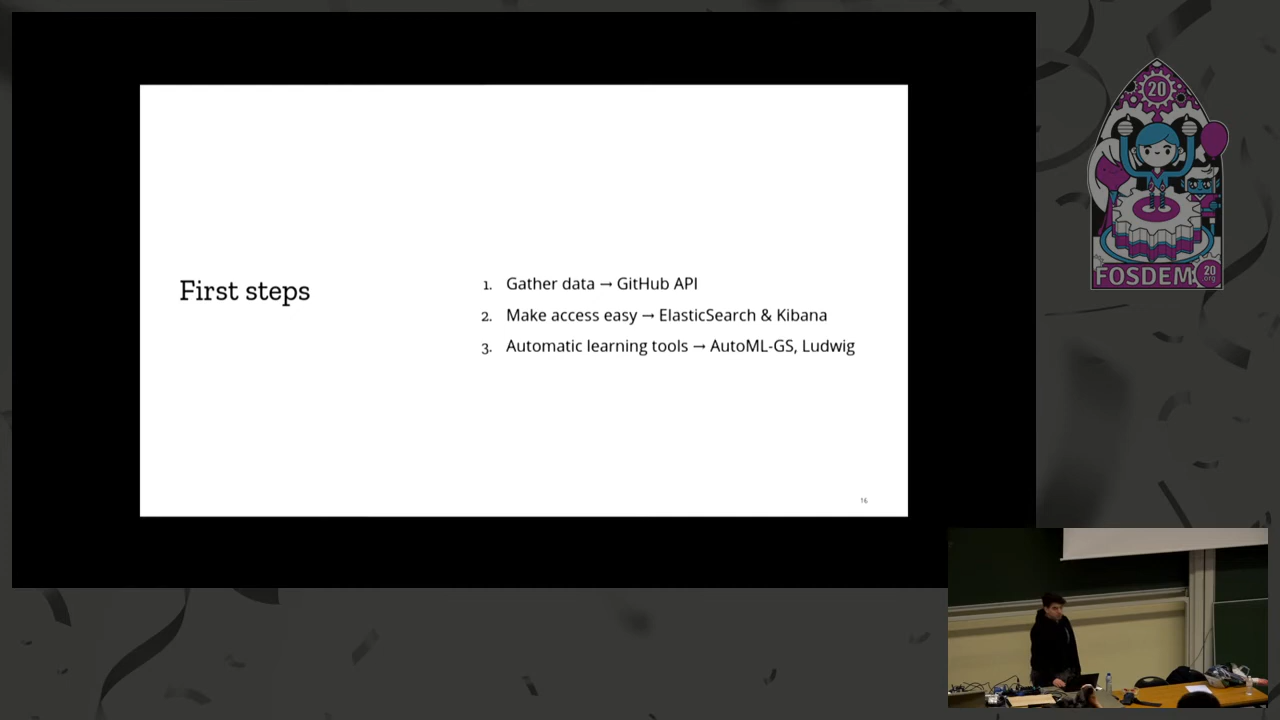 First steps
1. Gather data → GitHub API
2. Make access easy → ElasticSearch & Kibana
3. Automatic learning tools → AutoML-GS, Ludwig
16
20
FOSDEM
20
org